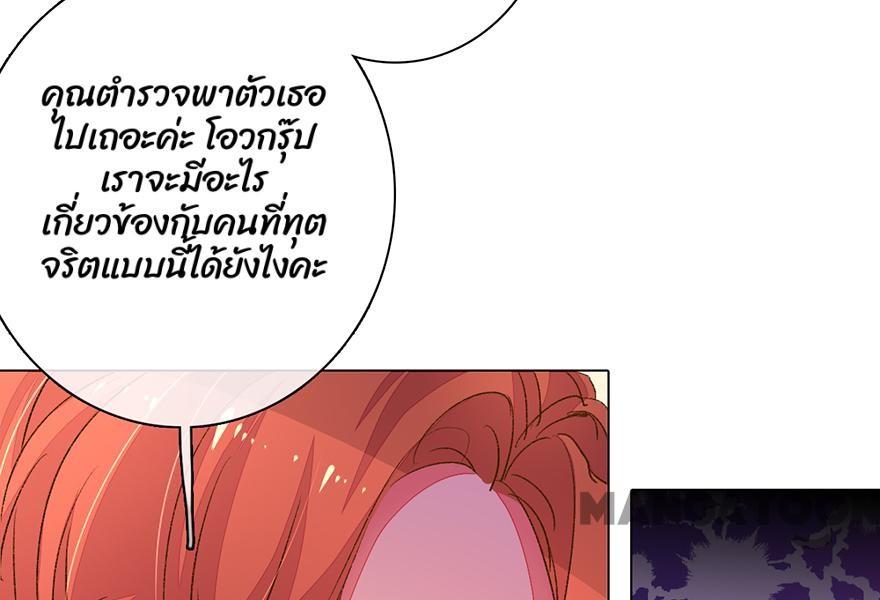 คุณตำรวจพาตัวเธอ
ไปเถอะค่ะ โอวกรุ๊ป
เราจะมีอะไร
เกี่ยวข้องกับคนที่ทุต
จริตแบบนี้ได้ยังไงคะ
MANGATOON